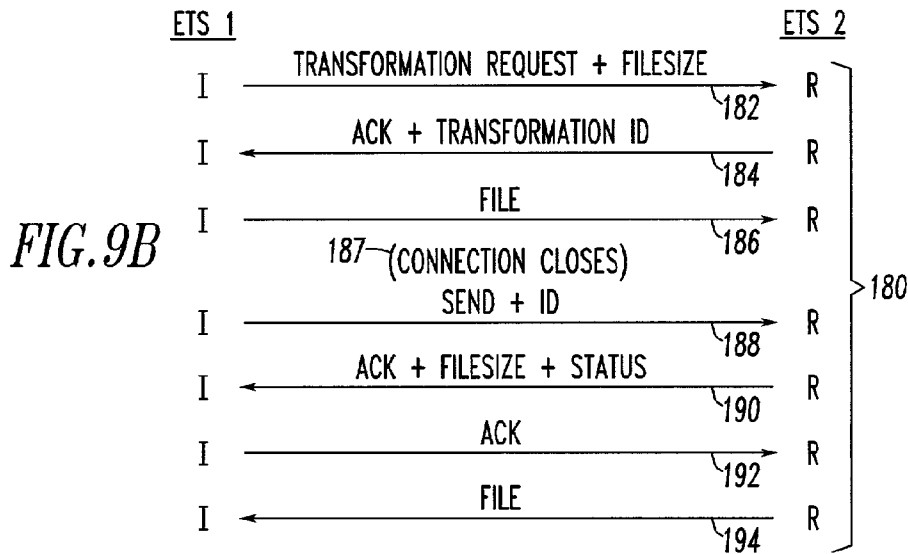 ETS 1 ETS 2
I TRANSFORMATION REQUEST + FILESIZE R
182
I ACK + TRANSFORMATION ID R
184
I FILE R
186
FIG.9B
187 (CONNECTION CLOSES)
180
I SEND + ID R
188
I ACK + FILESIZE + STATUS R
190
I ACK R
192
I FILE R
194